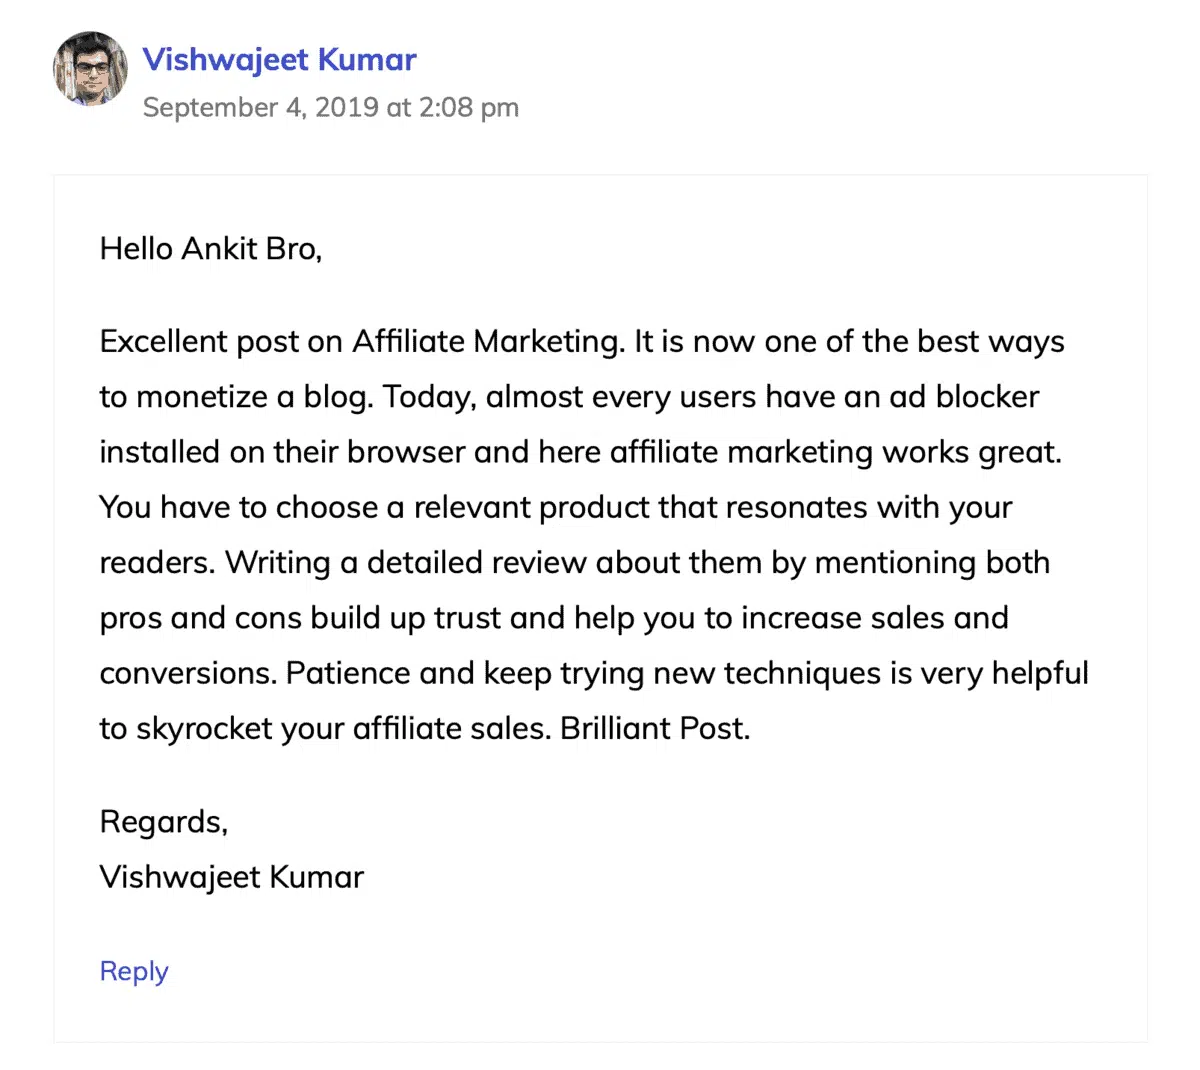 Vishwajeet Kumar
September 4, 2019 at 2:08 pm
Hello Ankit Bro,
Excellent post on Affiliate Marketing. It is now one of the best ways
to monetize a blog. Today, almost every users have an ad blocker
installed on their browser and here affiliate marketing works great.
You have to choose a relevant product that resonates with your
readers. Writing a detailed review about them by mentioning both
pros and cons build up trust and help you to increase sales and
conversions. Patience and keep trying new techniques is very helpful
to skyrocket your affiliate sales. Brilliant Post.
Regards,
Vishwajeet Kumar
Reply